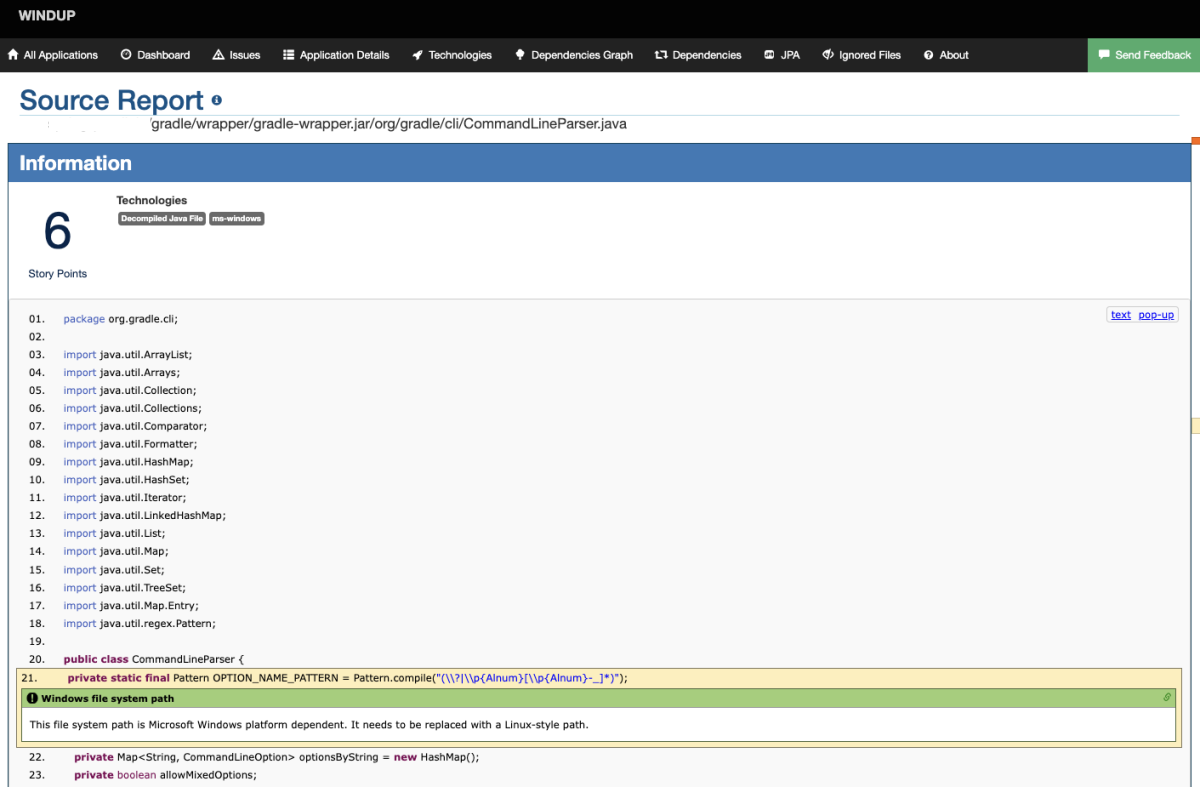 WINDUP
All Applications Dashboard Issues Application Details Technologies Dependencies Graph Dependencies JPA Ignored Files About Send Feedback
Source Report
/gradle/wrapper/gradle-wrapper.jar/org/gradle/cli/CommandLineParser.java
Information
6
Story Points
Technologies
Decompiled Java File ms-windows
text pop-up
01. package org.gradle.cli;
02.
03. import java.util.ArrayList;
04. import java.util.Arrays;
05. import java.util.Collection;
06. import java.util.Collections;
07. import java.util.Comparator;
08. import java.util.Formatter;
09. import java.util.HashMap;
10. import java.util.HashSet;
11. import java.util.Iterator;
12. import java.util.LinkedHashMap;
13. import java.util.List;
14. import java.util.Map;
15. import java.util.Set;
16. import java.util.TreeSet;
17. import java.util.Map.Entry;
18. import java.util.regex.Pattern;
19.
20. public class CommandLineParser {
21. private static final Pattern OPTION_NAME_PATTERN = Pattern.compile("(\\?|\\p{Alnum}[\\p{Alnum}-_]*)");
Windows file system path
This file system path is Microsoft Windows platform dependent. It needs to be replaced with a Linux-style path.
22. private Map<String, CommandLineOption> optionsByString = new HashMap();
23. private boolean allowMixedOptions;